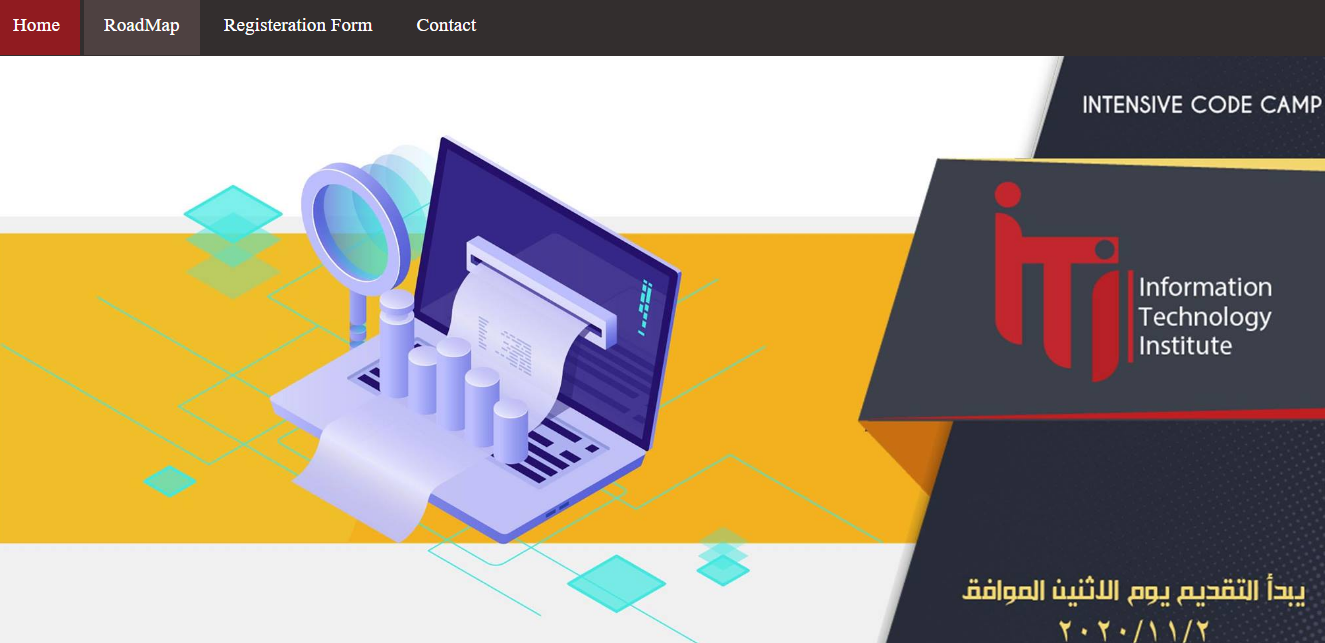 Home RoadMap Registeration Form Contact
INTENSIVE CODE CAMP
iTi
Information
Technology
Institute
يبدأ التقديم يوم الاثنين الموافق
٢٠٢٠/١١/٢